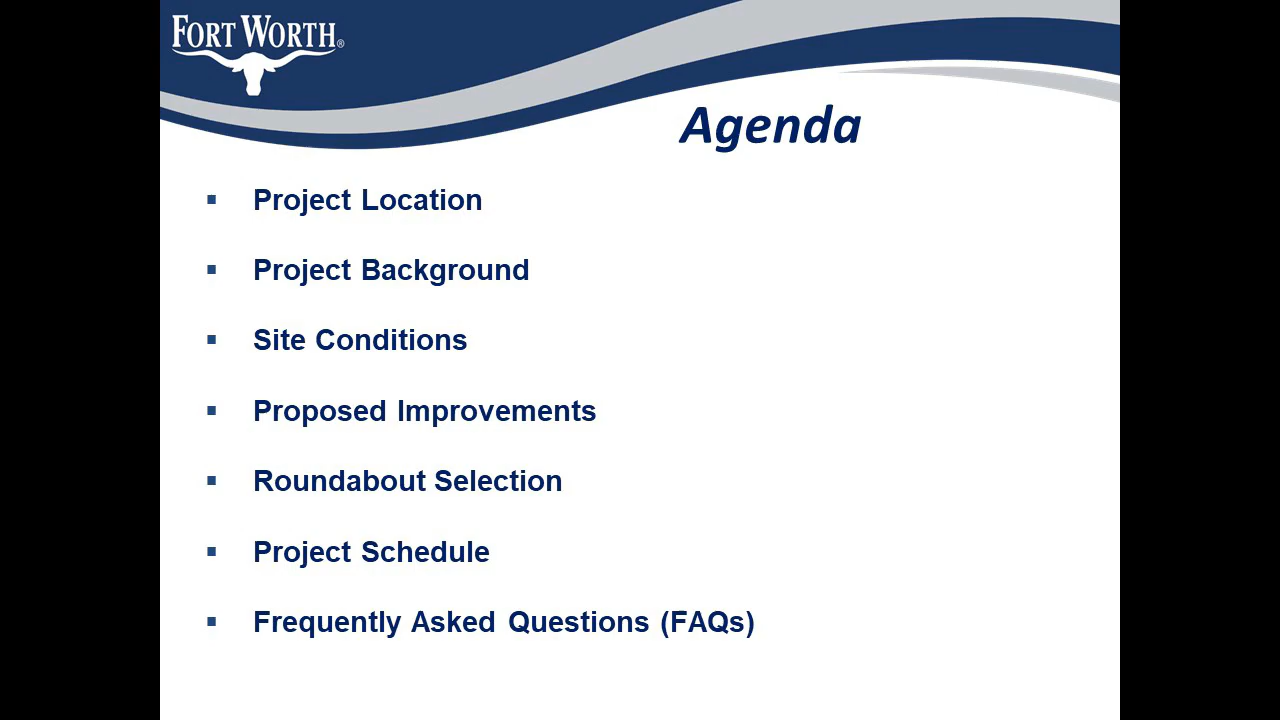 FORT WORTH®
Agenda
▪ Project Location
▪ Project Background
▪ Site Conditions
▪ Proposed Improvements
▪ Roundabout Selection
▪ Project Schedule
▪ Frequently Asked Questions (FAQs)